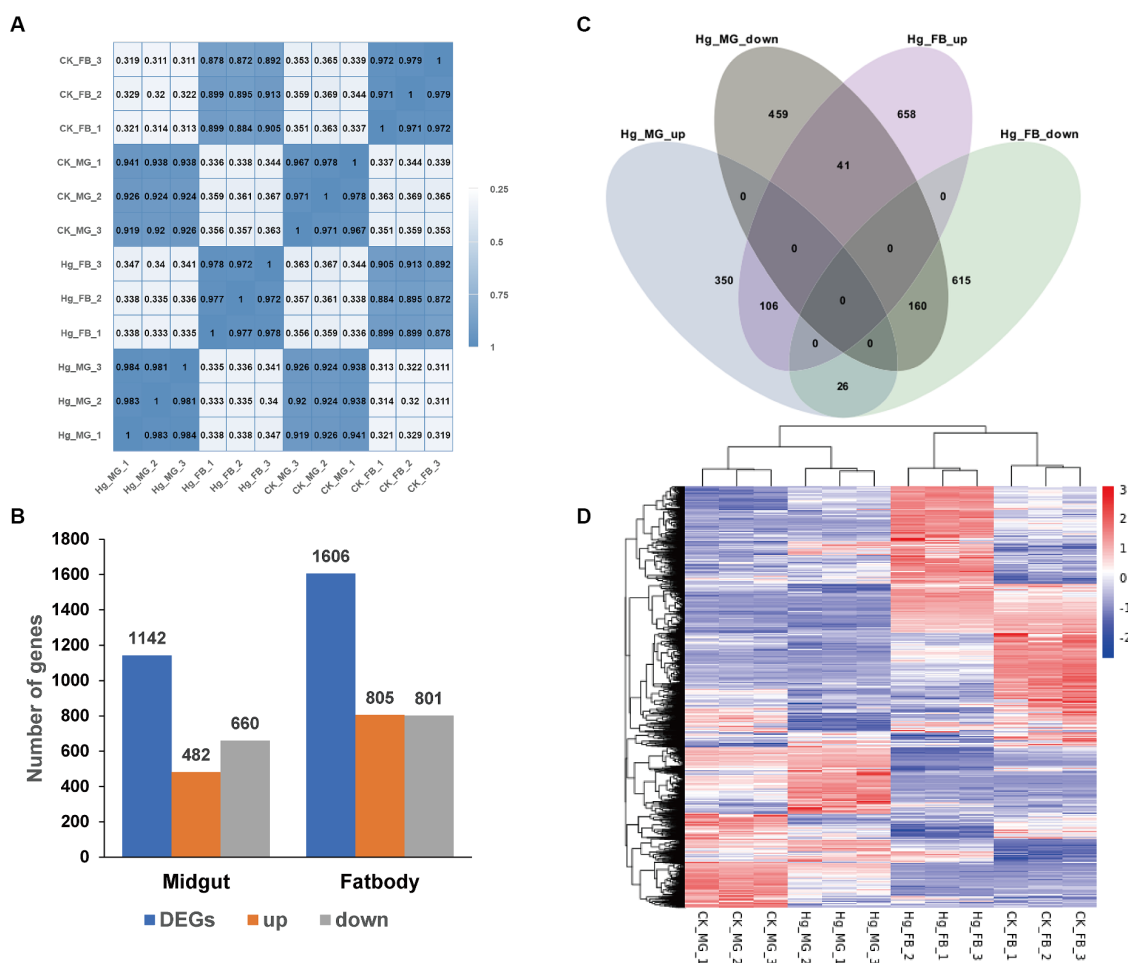 A
CK_FB_3 0.319 0.311 0.311 0.878 0.872 0.892 0.353 0.365 0.339 0.972 0.979 1
CK_FB_2 0.329 0.32 0.322 0.899 0.895 0.913 0.359 0.369 0.344 0.971 1 0.979
CK_FB_1 0.321 0.314 0.313 0.899 0.884 0.905 0.351 0.363 0.337 1 0.971 0.972
CK_MG_1 0.941 0.938 0.938 0.336 0.338 0.344 0.967 0.978 1 0.337 0.344 0.339
CK_MG_2 0.926 0.924 0.924 0.359 0.361 0.367 0.971 1 0.978 0.363 0.369 0.365
CK_MG_3 0.919 0.92 0.926 0.356 0.357 0.363 1 0.971 0.967 0.351 0.359 0.353
Hg_FB_3 0.347 0.34 0.341 0.978 0.972 1 0.363 0.367 0.344 0.905 0.913 0.892
Hg_FB_2 0.338 0.335 0.336 0.977 1 0.972 0.357 0.361 0.338 0.884 0.895 0.872
Hg_FB_1 0.338 0.333 0.335 1 0.977 0.978 0.356 0.359 0.336 0.899 0.899 0.878
Hg_MG_3 0.984 0.981 1 0.335 0.336 0.341 0.926 0.924 0.938 0.313 0.322 0.311
Hg_MG_2 0.983 1 0.981 0.333 0.335 0.34 0.92 0.924 0.938 0.314 0.32 0.311
Hg_MG_1 1 0.983 0.984 0.338 0.338 0.347 0.919 0.926 0.941 0.321 0.329 0.319
Hg_MG_1 Hg_MG_2 Hg_MG_3 Hg_FB_1 Hg_FB_2 Hg_FB_3 CK_MG_3 CK_MG_2 CK_MG_1 CK_FB_1 CK_FB_2 CK_FB_3
0.25
0.5
0.75
1
B
Number of genes
1800
1600
1400
1200
1000
800
600
400
200
0
1142 482 660 1606 805 801
Midgut Fatbody
DEGs up down
C
Hg_MG_down Hg_FB_up
Hg_MG_up Hg_FB_down
459 658
41
0 0
0 0
350 615
106 0 160
0 0
26
D
3
2
1
0
-1
-2
CK_MG_1 CK_MG_2 CK_MG_3 Hg_MG_2 Hg_MG_1 Hg_MG_3 Hg_FB_2 Hg_FB_1 Hg_FB_3 CK_FB_1 CK_FB_2 CK_FB_3